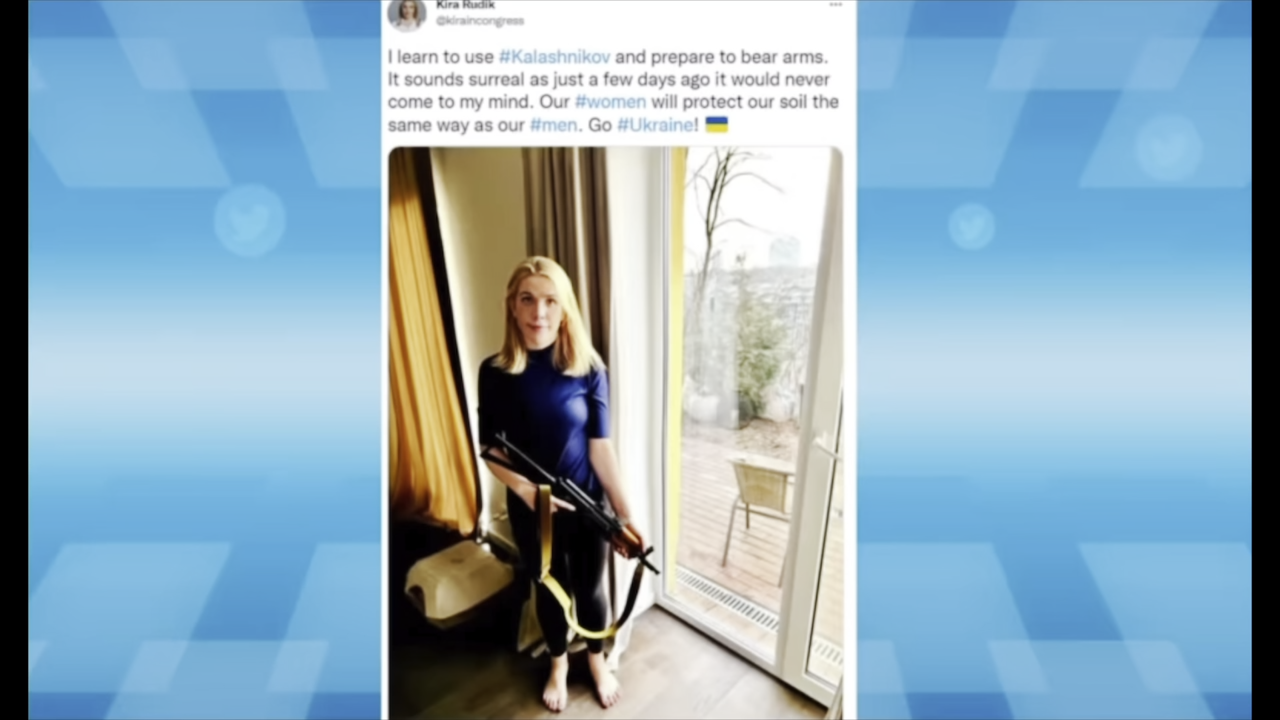 Kira Rudik
@kiraincongress
I learn to use #Kalashnikov and prepare to bear arms.
It sounds surreal as just a few days ago it would never
come to my mind. Our #women will protect our soil the
same way as our #men. Go #Ukraine! 🇺🇦